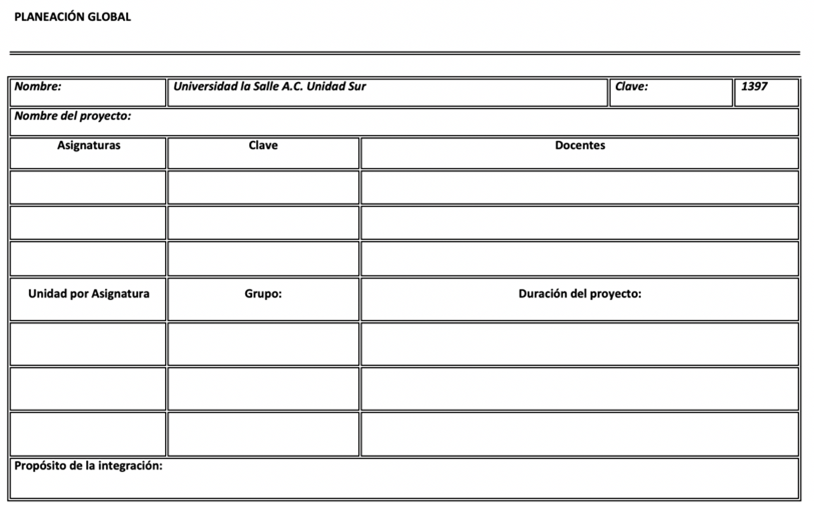 PLANEACIÓN GLOBAL
Nombre: Universidad la Salle A.C. Unidad Sur Clave: 1397
Nombre del proyecto:
Asignaturas Clave Docentes
Unidad por Asignatura Grupo: Duración del proyecto:
Propósito de la integración: